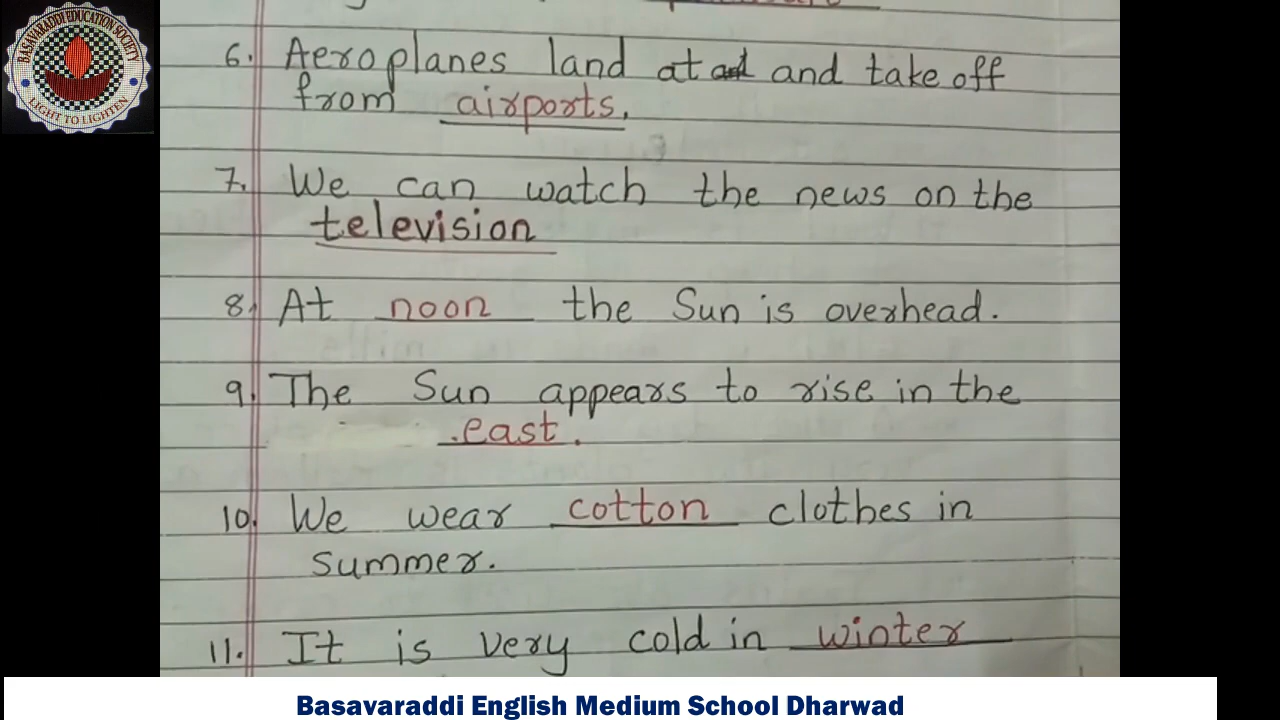 BASAVARADDI EDUCATION SOCIETY
LIGHT TO LIGHTEN
6. Aeroplanes land at and take off
from airports.
7. We can watch the news on the
television
8. At noon the Sun is overhead.
9. The Sun appears to rise in the
east.
10. We wear cotton clothes in
summer.
11. It is very cold in winter
Basavaraddi English Medium School Dharwad